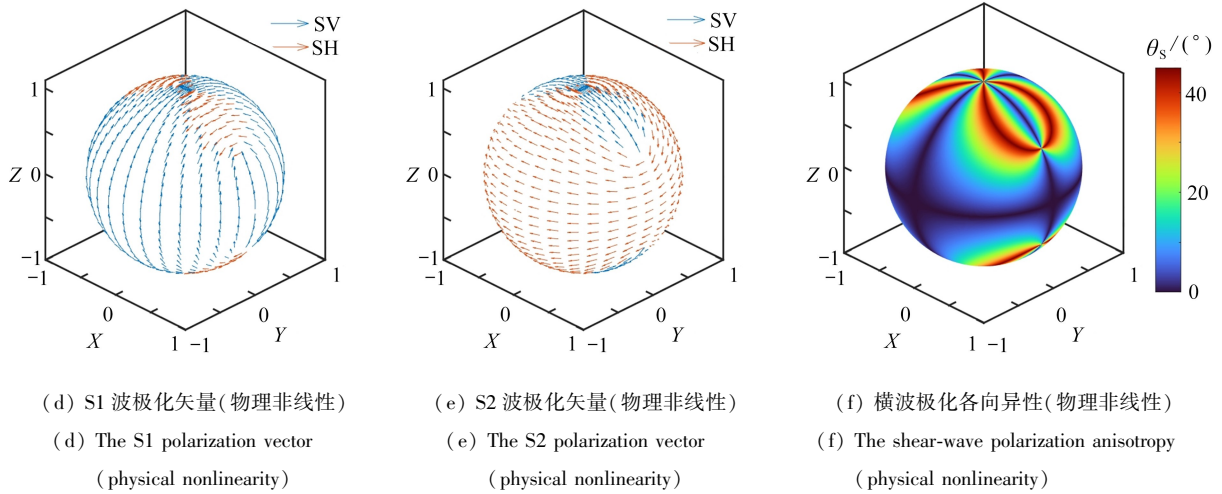 SV
SH
1
Z 0
-1
-1
0
X
1 -1
0
Y
1
SV
SH
1
Z 0
-1
-1
0
X
1 -1
0
Y
1
θS/(°)
40
20
0
1
Z 0
-1
-1
0
X
1 -1
0
Y
1
(d) S1 波极化矢量(物理非线性)
(e) S2 波极化矢量(物理非线性)
(f) 横波极化各向异性(物理非线性)
(d) The S1 polarization vector
(e) The S2 polarization vector
(f) The shear-wave polarization anisotropy
(physical nonlinearity)
(physical nonlinearity)
(physical nonlinearity)